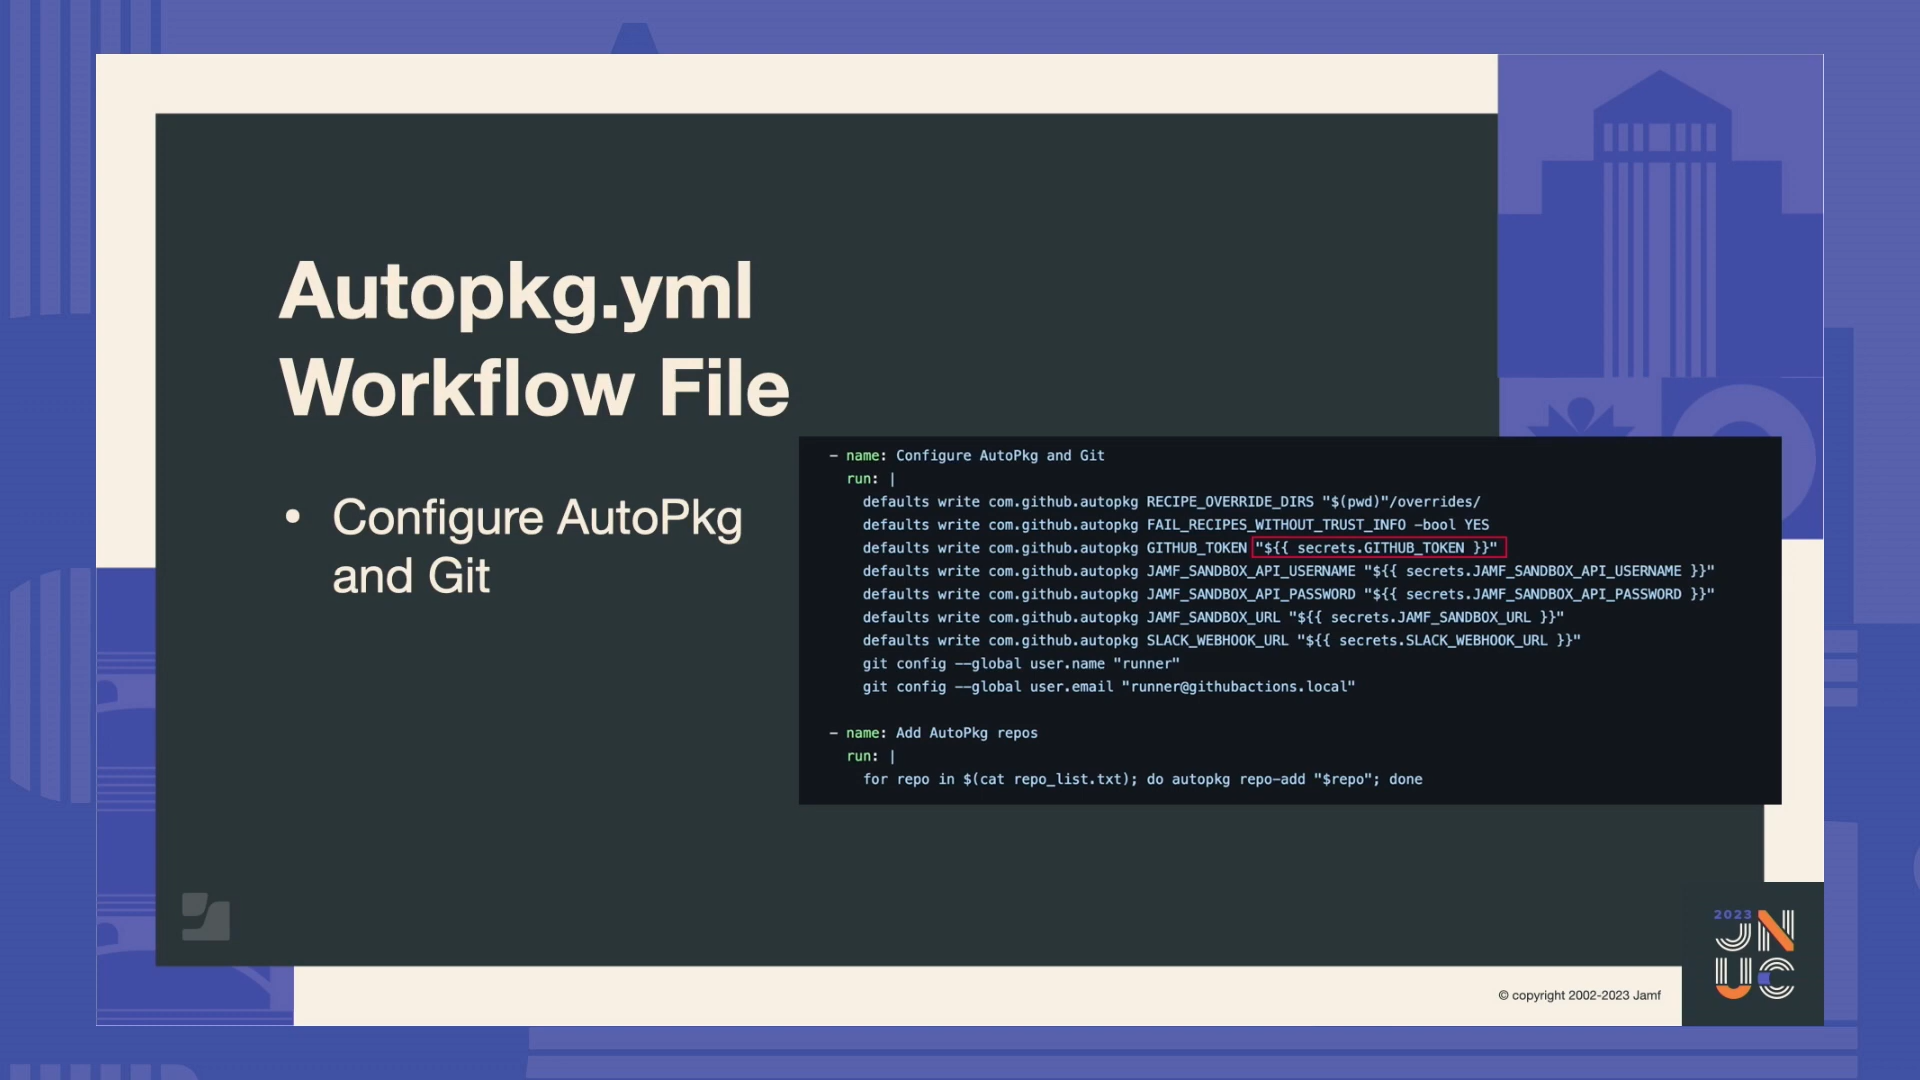 Autopkg.yml
Workflow File
• Configure AutoPkg
and Git
– name: Configure AutoPkg and Git
run: |
defaults write com.github.autopkg RECIPE_OVERRIDE_DIRS "$(pwd)"/overrides/
defaults write com.github.autopkg FAIL_RECIPES_WITHOUT_TRUST_INFO -bool YES
defaults write com.github.autopkg GITHUB_TOKEN "${{ secrets.GITHUB_TOKEN }}"
defaults write com.github.autopkg JAMF_SANDBOX_API_USERNAME "${{ secrets.JAMF_SANDBOX_API_USERNAME }}"
defaults write com.github.autopkg JAMF_SANDBOX_API_PASSWORD "${{ secrets.JAMF_SANDBOX_API_PASSWORD }}"
defaults write com.github.autopkg JAMF_SANDBOX_URL "${{ secrets.JAMF_SANDBOX_URL }}"
defaults write com.github.autopkg SLACK_WEBHOOK_URL "${{ secrets.SLACK_WEBHOOK_URL }}"
git config --global user.name "runner"
git config --global user.email "runner@githubactions.local"
– name: Add AutoPkg repos
run: |
for repo in $(cat repo_list.txt); do autopkg repo-add "$repo"; done
2023
JN
UC
© copyright 2002-2023 Jamf